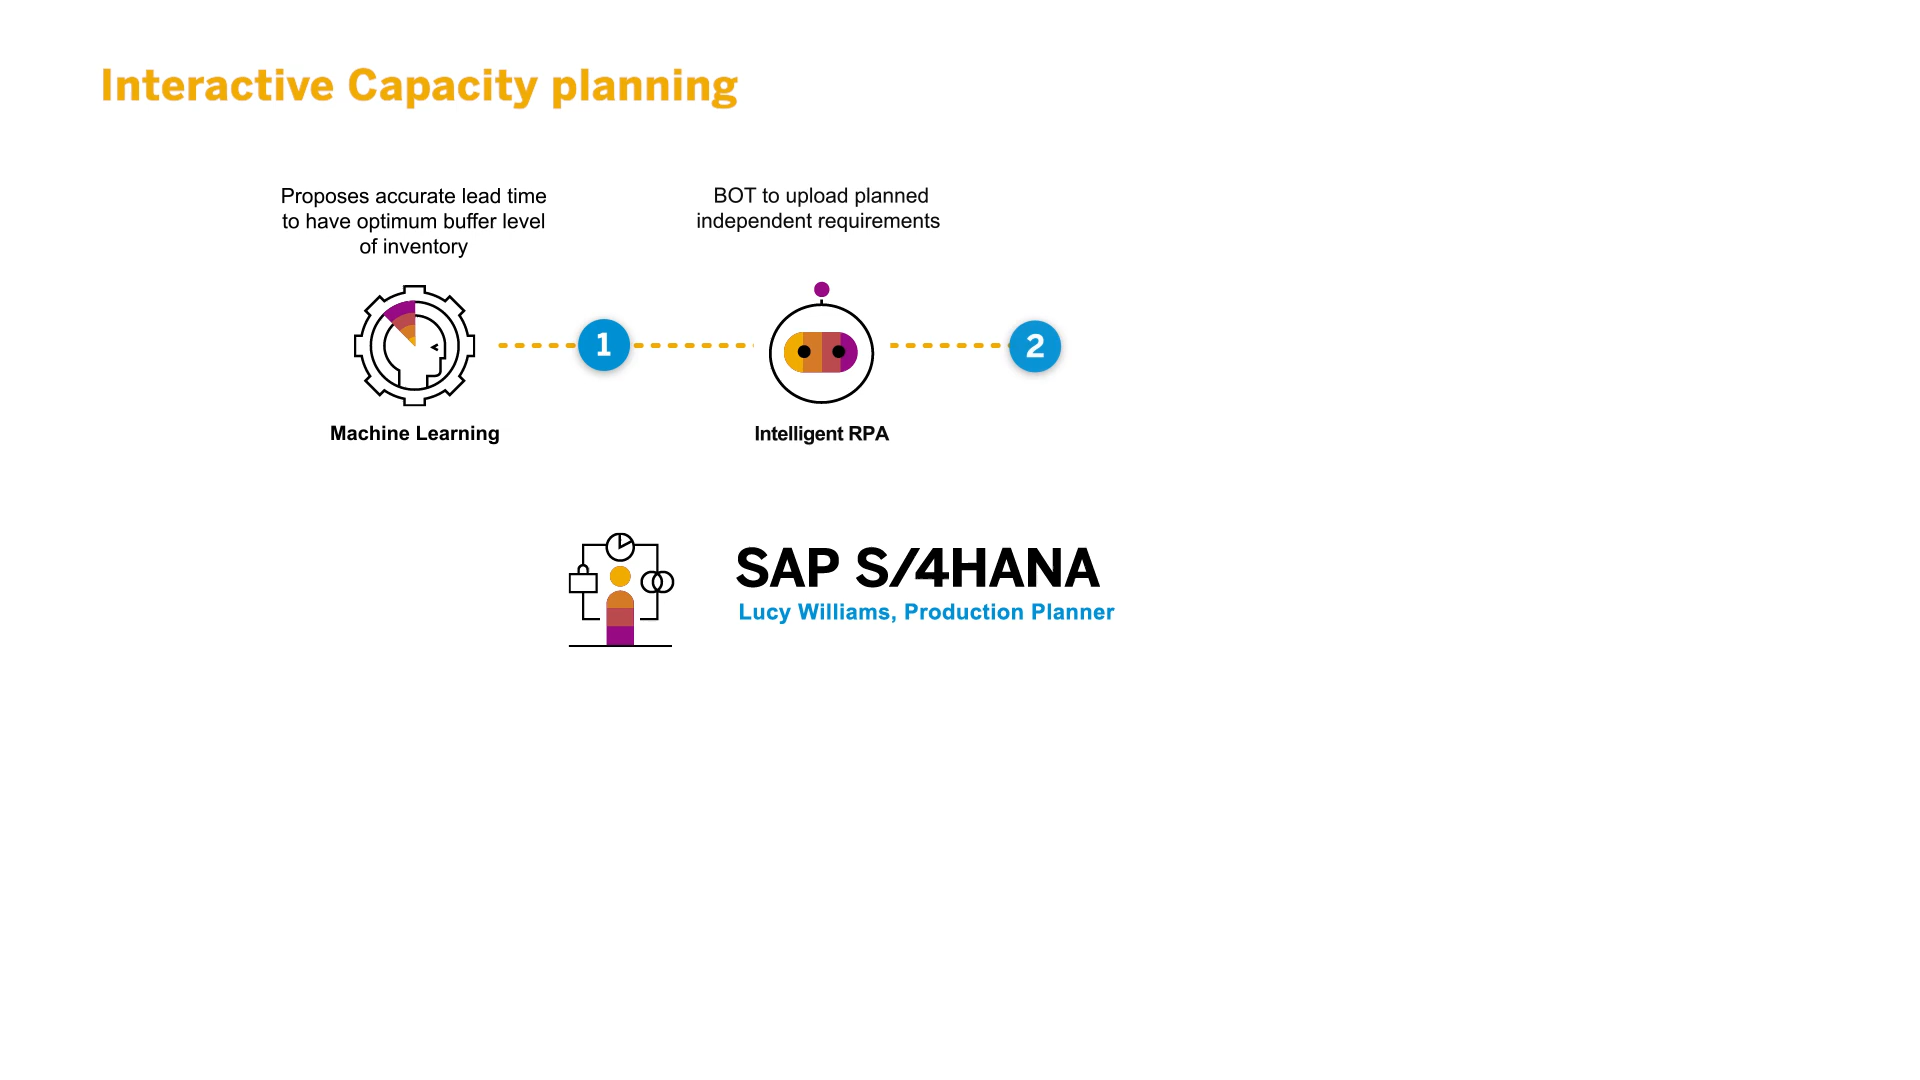 Interactive Capacity planning
Proposes accurate lead time
to have optimum buffer level
of inventory
BOT to upload planned
independent requirements
1
2
Machine Learning
Intelligent RPA
SAP S/4HANA
Lucy Williams, Production Planner